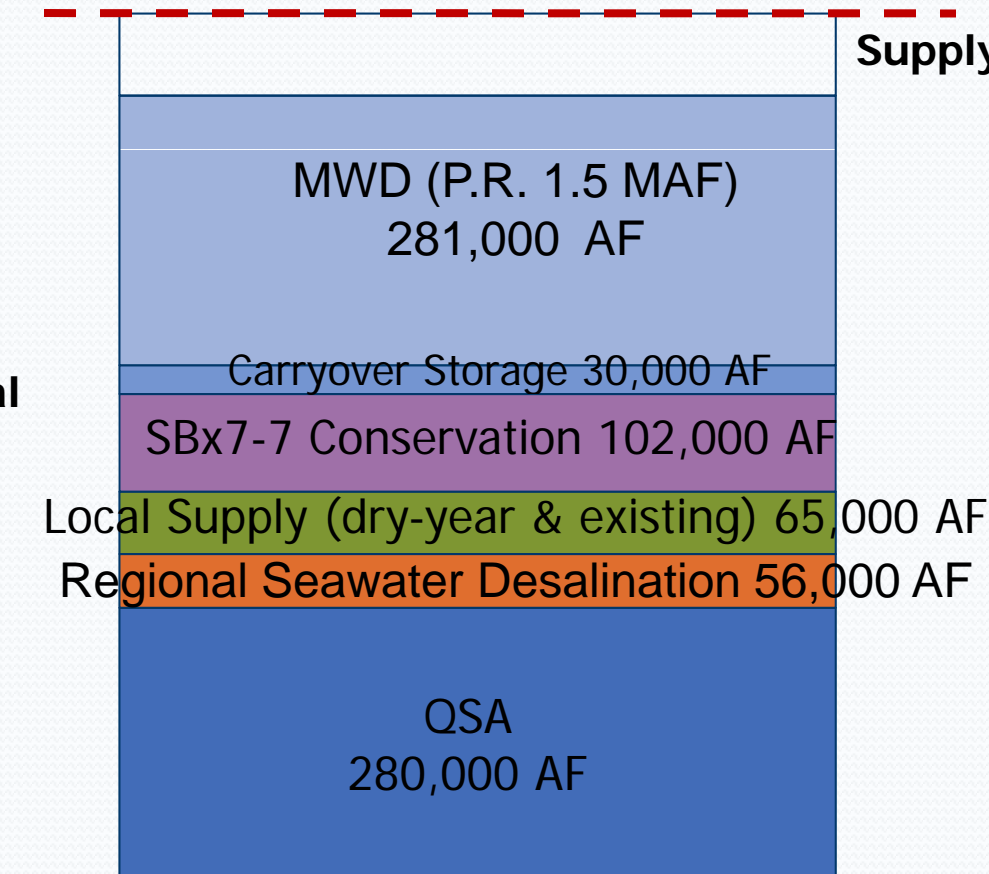 Supply
MWD (P.R. 1.5 MAF)
281,000 AF
Carryover Storage 30,000 AF
al
SBx7-7 Conservation 102,000 AF
Local Supply (dry-year & existing) 65,000 AF
Regional Seawater Desalination 56,000 AF
QSA
280,000 AF